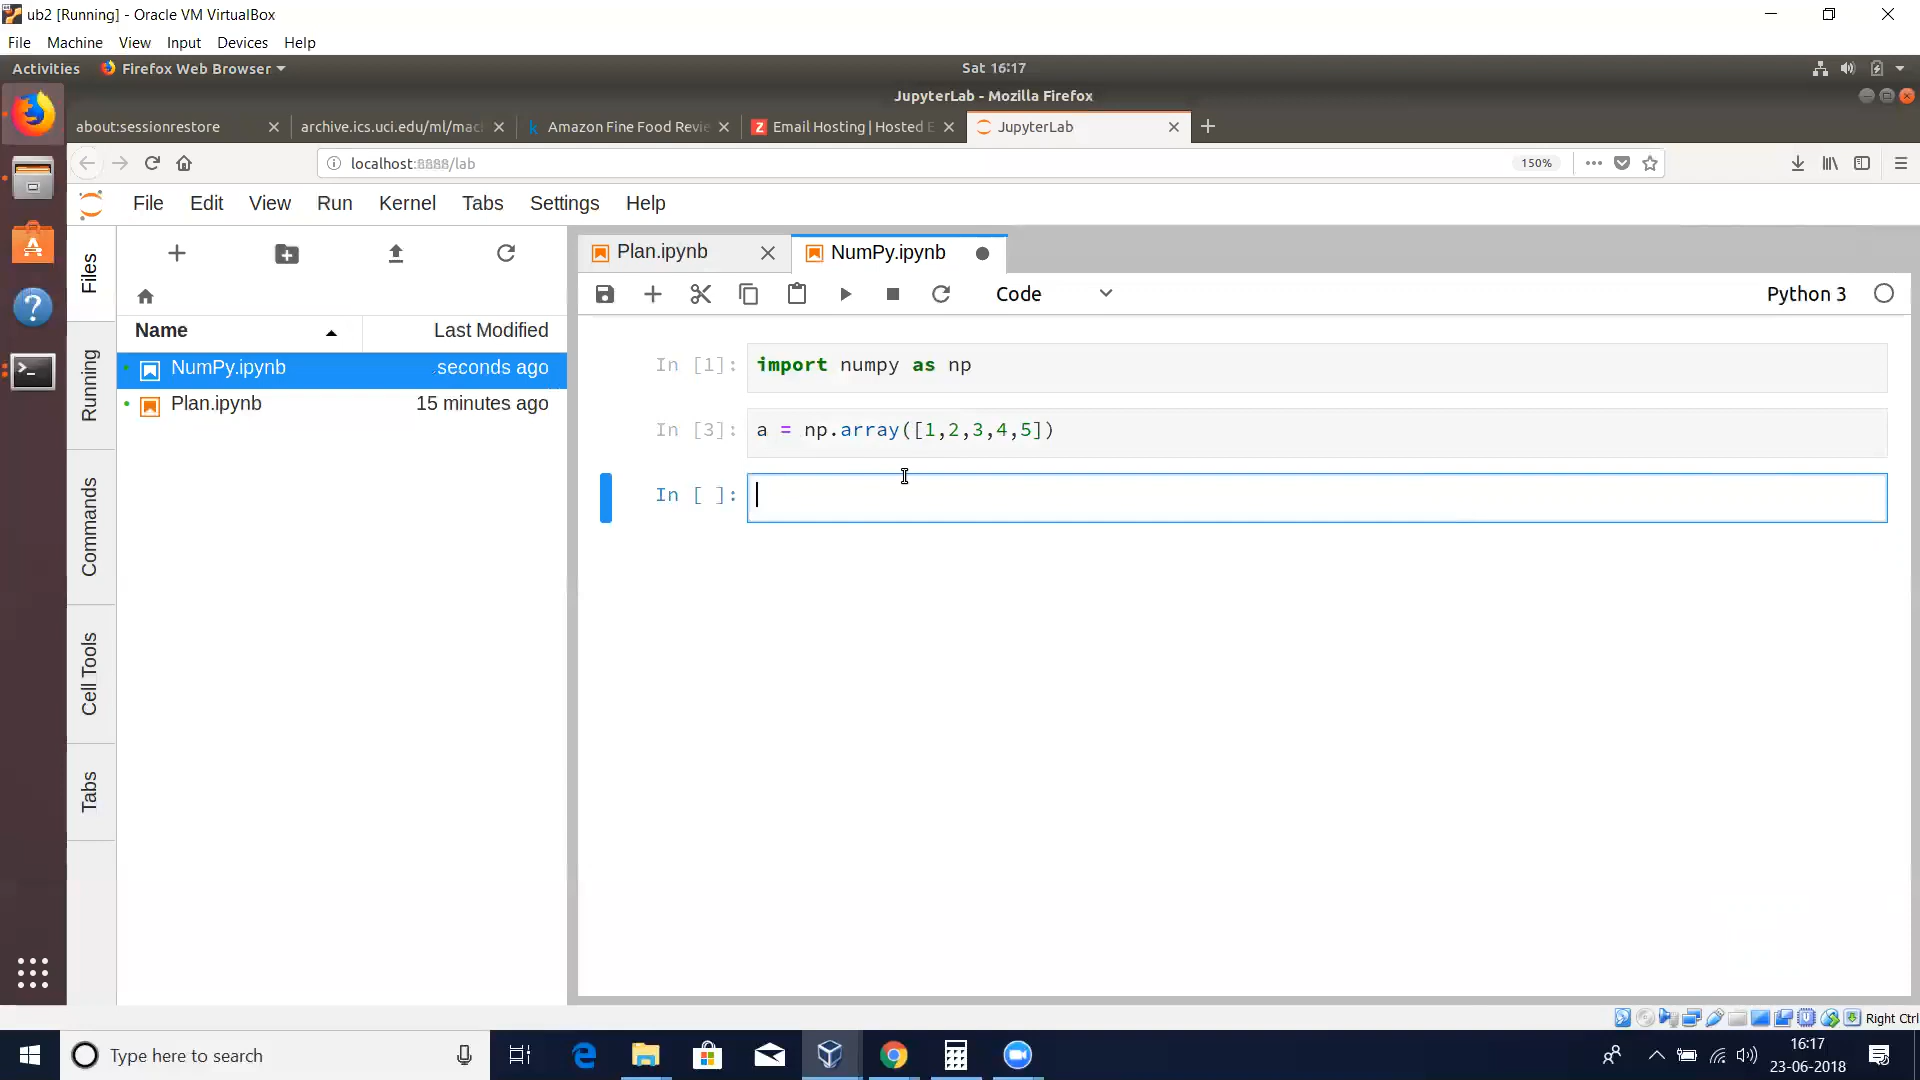 ub2 [Running] - Oracle VM VirtualBox
File Machine View Input Devices Help
Activities Firefox Web Browser Sat 16:17
JupyterLab - Mozilla Firefox
about:sessionrestore archive.ics.uci.edu/ml/mac Amazon Fine Food Revie Email Hosting | Hosted E JupyterLab
localhost:8888/lab 150%
File Edit View Run Kernel Tabs Settings Help
Files
Running
Commands
Cell Tools
Tabs
Name Last Modified
NumPy.ipynb seconds ago
Plan.ipynb 15 minutes ago
Plan.ipynb NumPy.ipynb
Code Python 3
In [1]: import numpy as np
In [3]: a = np.array([1,2,3,4,5])
In [ ]:
Right Ctrl
Type here to search
16:17
23-06-2018